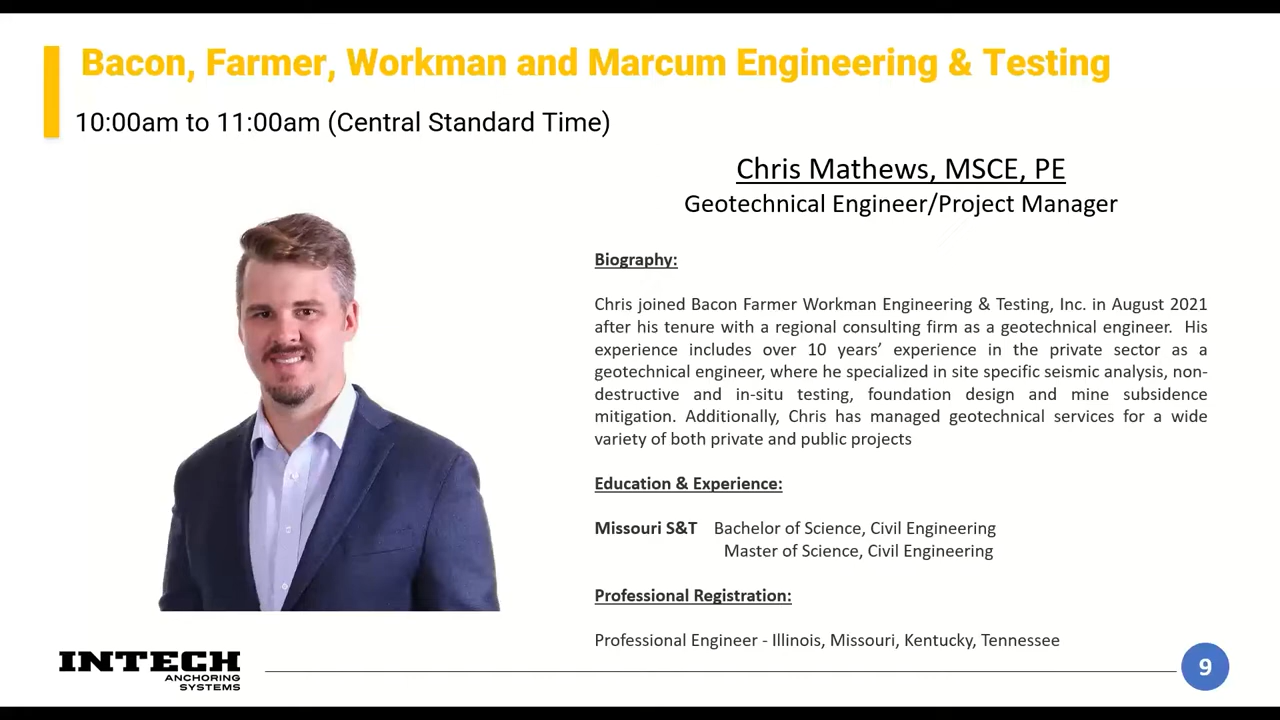 Bacon, Farmer, Workman and Marcum Engineering & Testing
10:00am to 11:00am (Central Standard Time)
Chris Mathews, MSCE, PE
Geotechnical Engineer/Project Manager
Biography:
Chris joined Bacon Farmer Workman Engineering & Testing, Inc. in August 2021
after his tenure with a regional consulting firm as a geotechnical engineer. His
experience includes over 10 years’ experience in the private sector as a
geotechnical engineer, where he specialized in site specific seismic analysis, non-
destructive and in-situ testing, foundation design and mine subsidence
mitigation. Additionally, Chris has managed geotechnical services for a wide
variety of both private and public projects
Education & Experience:
Missouri S&T Bachelor of Science, Civil Engineering
Master of Science, Civil Engineering
Professional Registration:
Professional Engineer - Illinois, Missouri, Kentucky, Tennessee
INTECH
ANCHORING
SYSTEMS
9